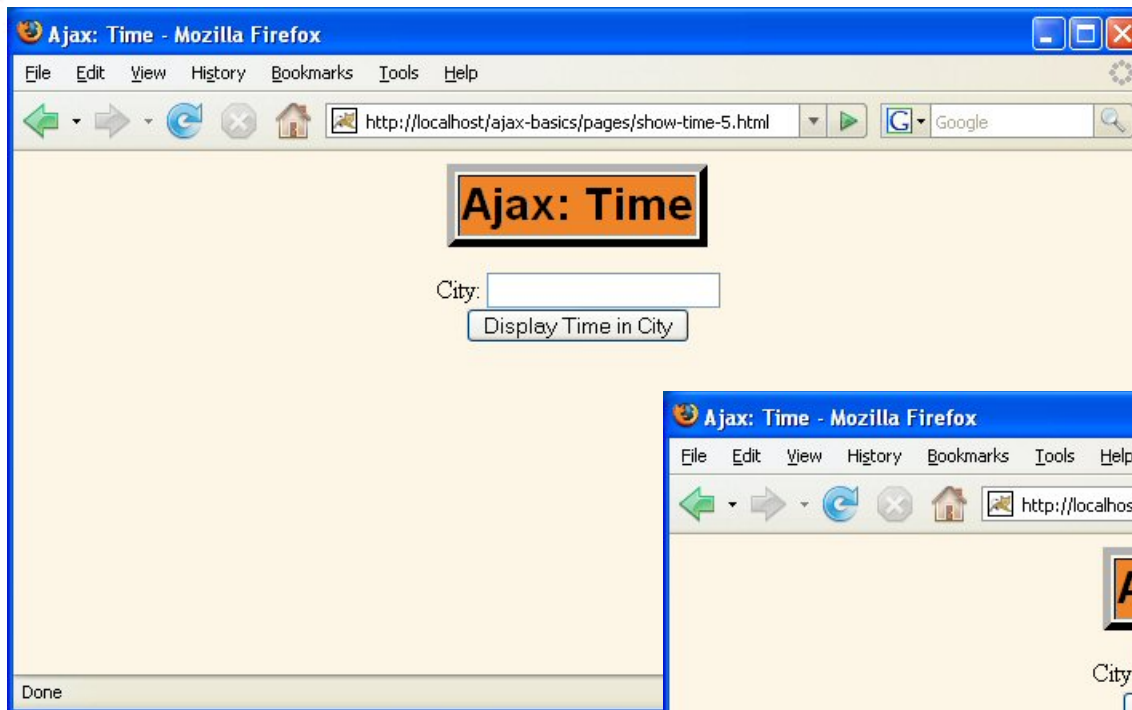 Ajax: Time - Mozilla Firefox
File Edit View History Bookmarks Tools Help
http://localhost/ajax-basics/pages/show-time-5.html G Google
Ajax: Time
City:
Display Time in City
Done
Ajax: Time - Mozilla Firefox
File Edit View History Bookmarks Tools Help
http://localhos
A
City